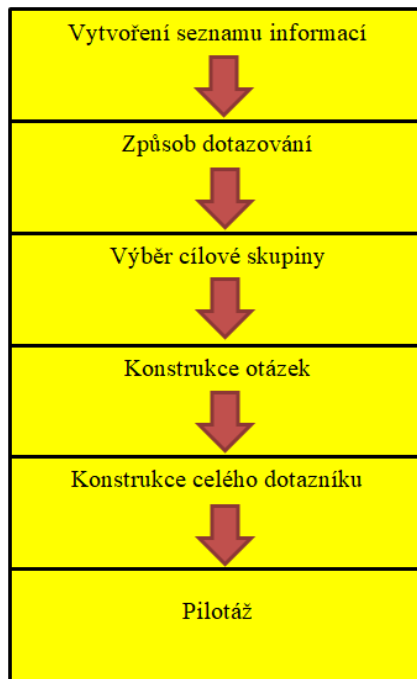 Vytvoření seznamu informací
Způsob dotazování
Výběr cílové skupiny
Konstrukce otázek
Konstrukce celého dotazníku
Pilotáž